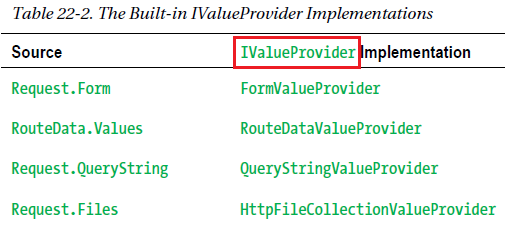 Table 22-2. The Built-in IValueProvider Implementations
Source IValueProvider Implementation
Request.Form FormValueProvider
RouteData.Values RouteDataValueProvider
Request.QueryString QueryStringValueProvider
Request.Files HttpFileCollectionValueProvider